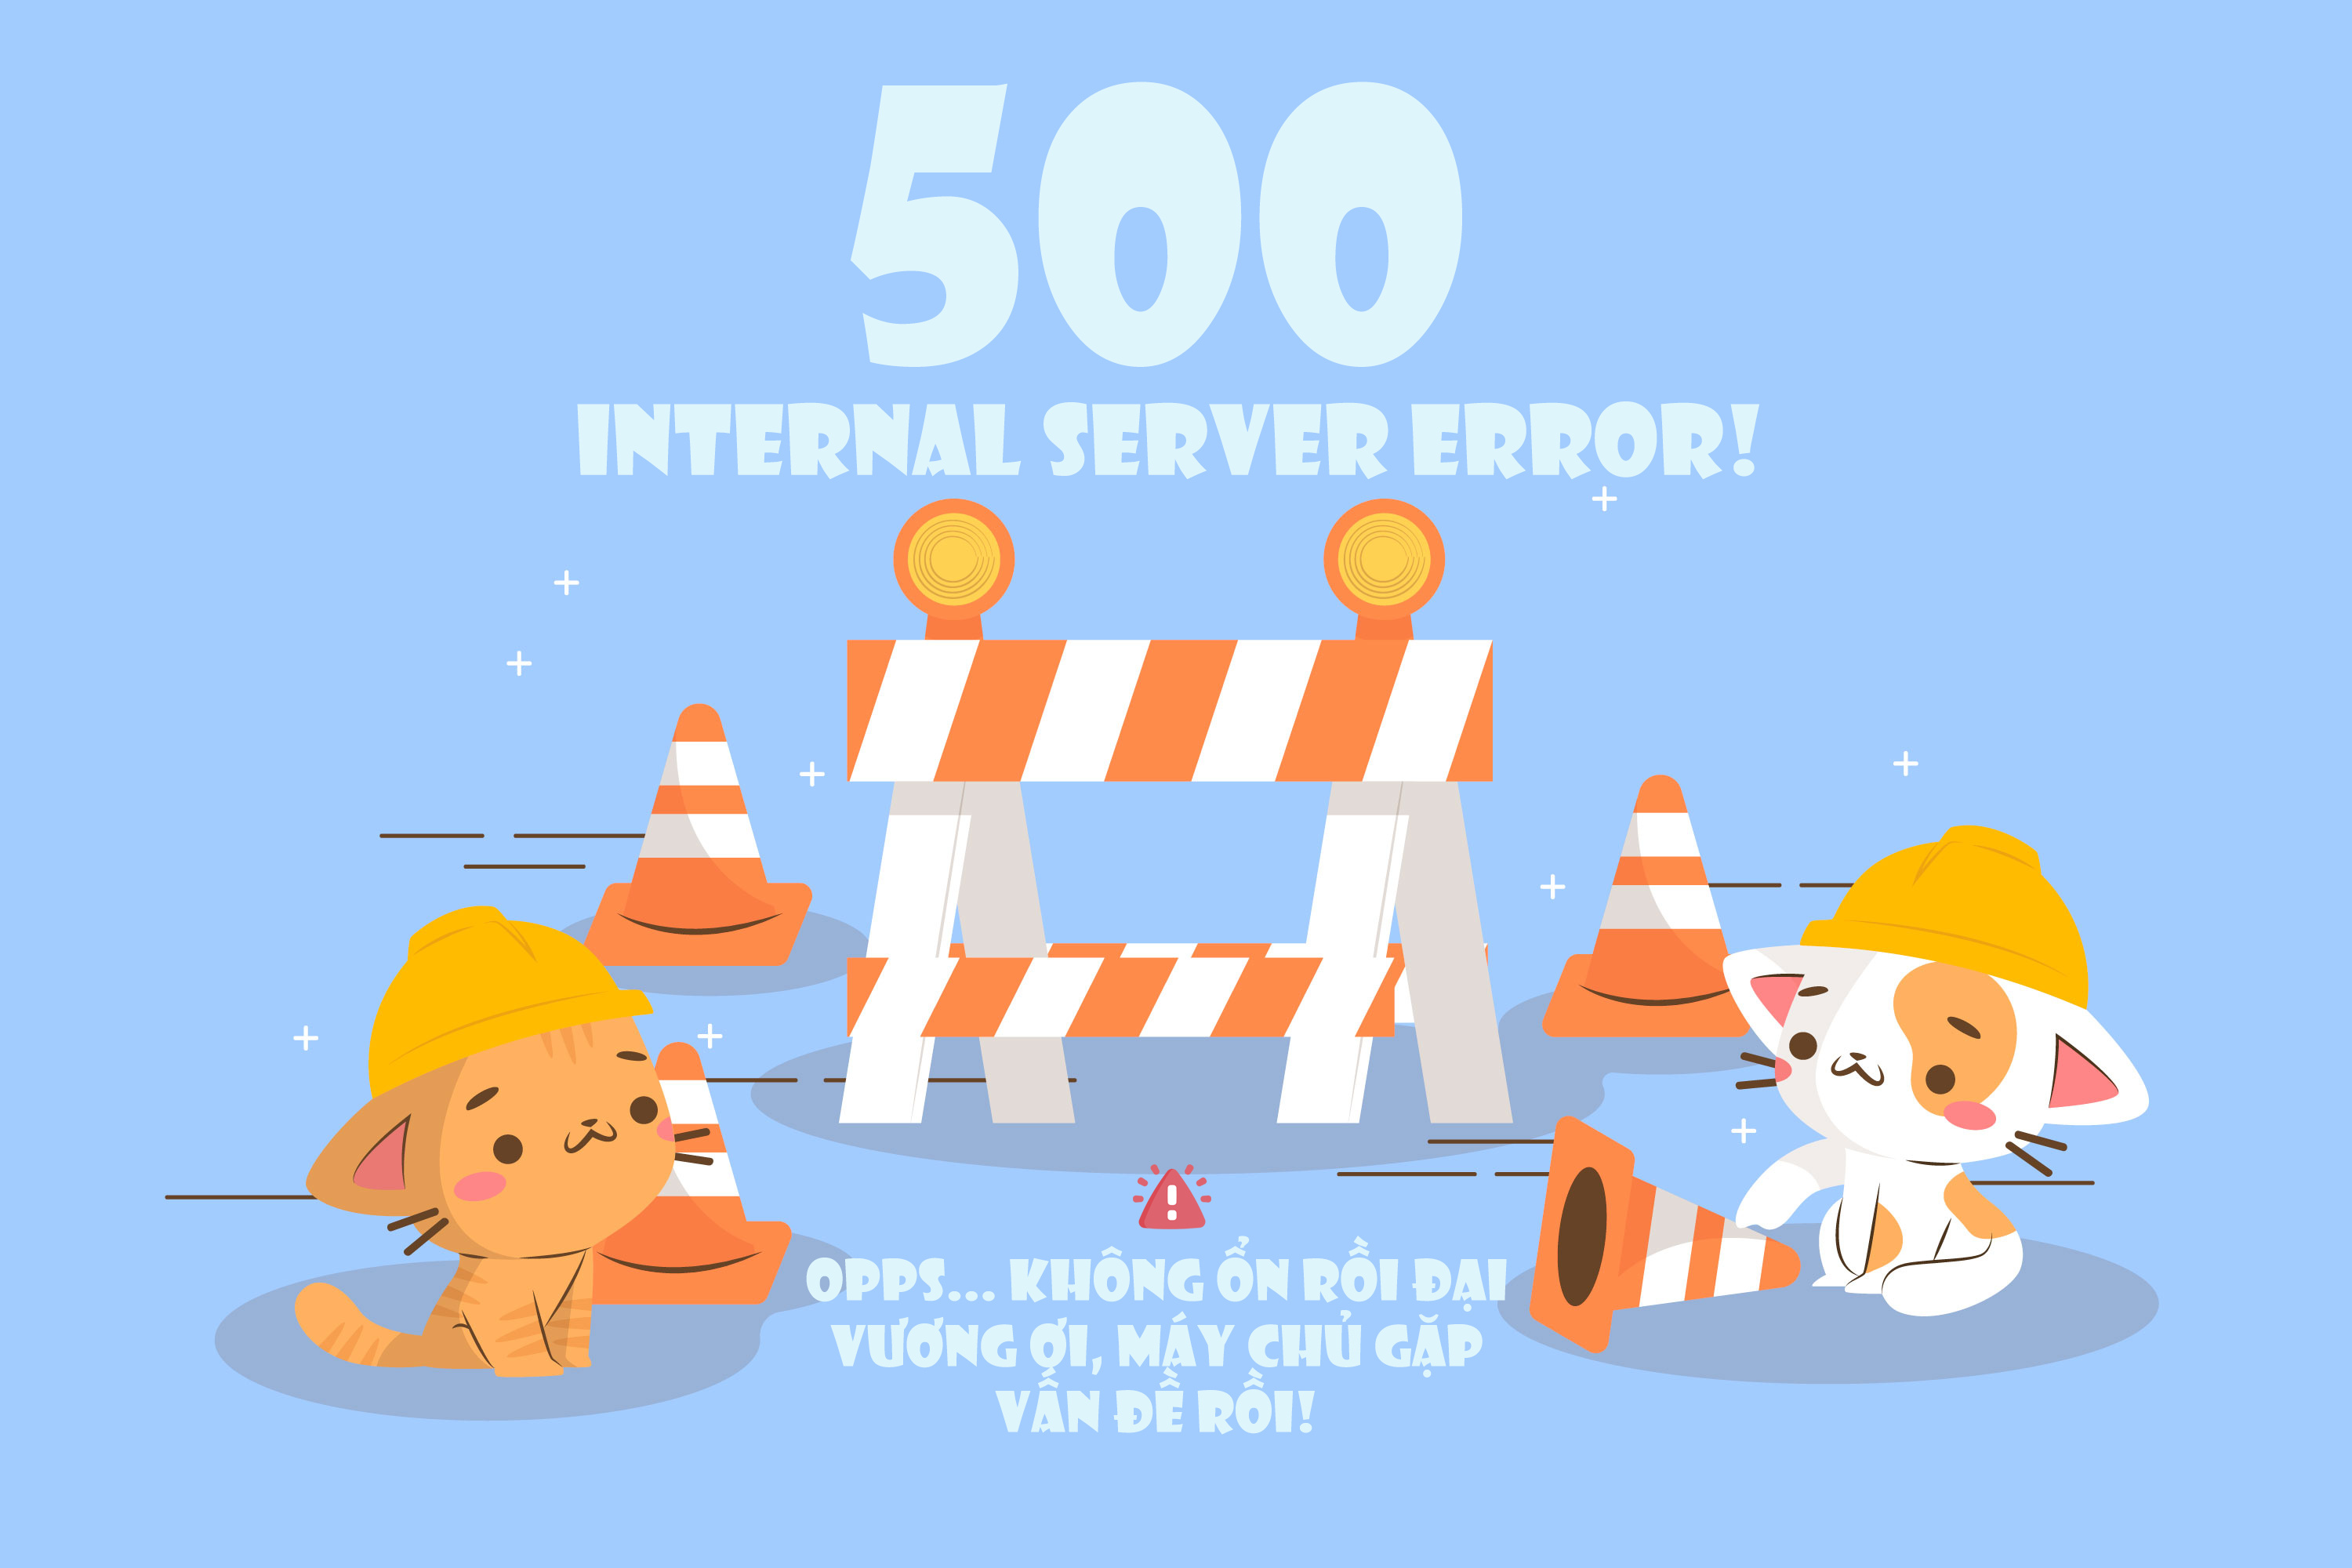 500
INTERNAL SERVER ERROR!
OPPS... KHÔNG ỔN RỒI ĐẠI
VƯƠNG ƠI, MÁY CHỦ GẶP
VẤN ĐỀ RỒI!